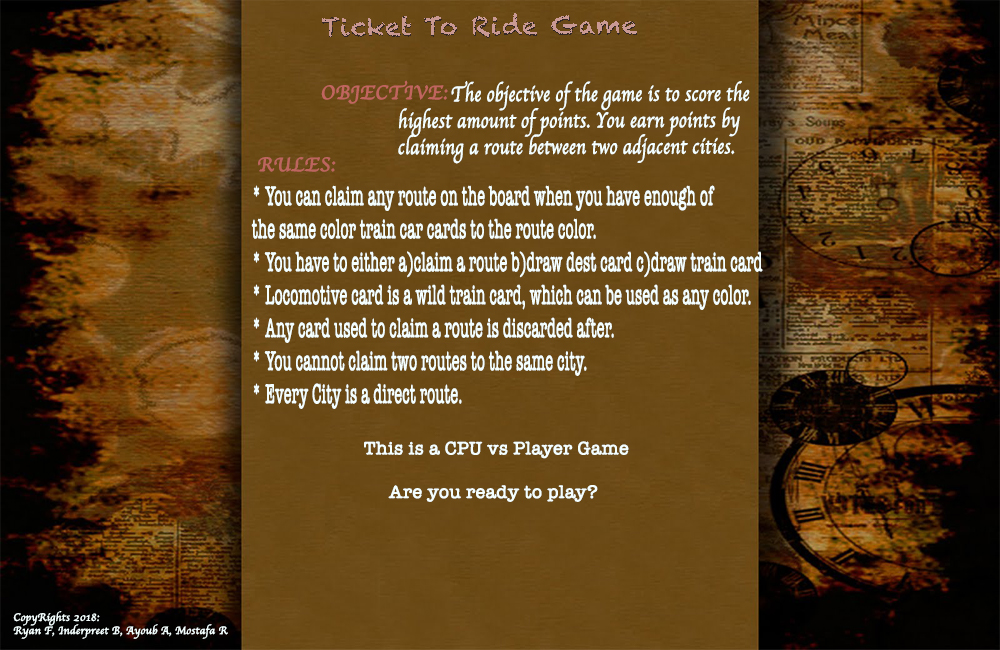 Ticket To Ride Game
OBJECTIVE: The objective of the game is to score the
highest amount of points. You earn points by
claiming a route between two adjacent cities.
RULES:
* You can claim any route on the board when you have enough of
the same color train car cards to the route color.
* You have to either a)claim a route b)draw dest card c)draw train card
* Locomotive card is a wild train card, which can be used as any color.
* Any card used to claim a route is discarded after.
* You cannot claim two routes to the same city.
* Every City is a direct route.
This is a CPU vs Player Game
Are you ready to play?
CopyRights 2018:
Ryan F, Inderpreet B, Ayoub A, Mostafa R
Mince
Meat